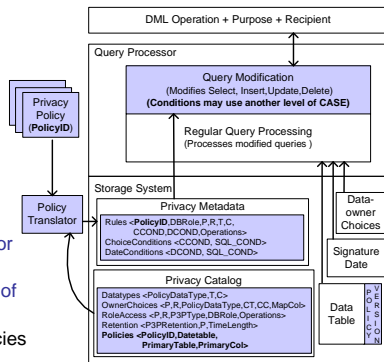 DML Operation + Purpose + Recipient
Query Processor
Query Modification
(Modifies Select, Insert,Update,Delete)
(Conditions may use another level of CASE)
Regular Query Processing
(Processes modified queries )
Privacy
Policy
(PolicyID)
Policy
Translator
or
of
cies
Storage System
Privacy Metadata
Rules <PolicyID,DBRole,P,R,T,C,
CCOND,DCOND,Operations>
ChoiceConditions <CCOND, SQL_COND>
DateConditions <DCOND, SQL_COND>
Privacy Catalog
Datatypes <PolicyDataType,T,C>
OwnerChoices <P,R,PolicyDataType,CT,CC,MapCol>
RoleAccess <P,R,P3PType,DBRole,Operations>
Retention <P3PRetention,P,TimeLength>
Policies <PolicyID,Datetable,
PrimaryTable,PrimaryCol>
Data-
owner
Choices
Signature
Date
Data
Table
POLICY
VERSION